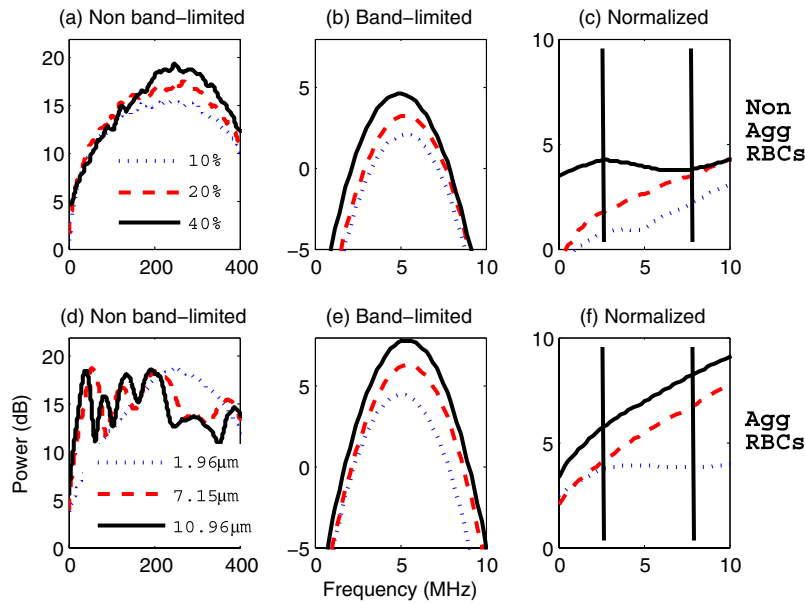 (a) Non band-limited
(b) Band-limited
(c) Normalized
20
15
10
5
0
0
200
400
10%
20%
40%
5
0
-5
0
5
10
10
5
0
0
5
10
Non
Agg
RBCs
(d) Non band-limited
(e) Band-limited
(f) Normalized
Power (dB)
20
15
10
5
0
0
200
400
1.96µm
7.15µm
10.96µm
5
0
-5
0
5
10
10
5
0
0
5
10
Agg
RBCs
Frequency (MHz)